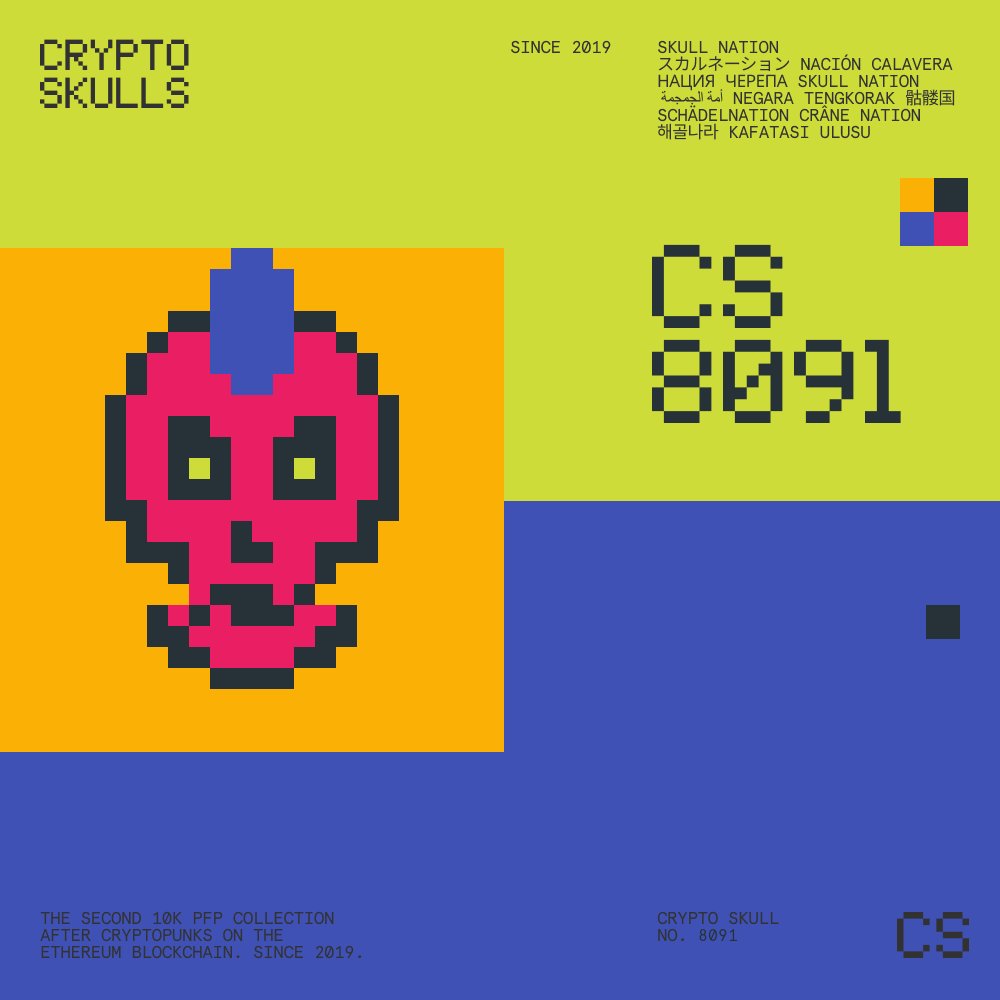 CRYPTO
SKULLS
SINCE 2019
SKULL NATION
スカルネーション NACIÓN CALAVERA
НАЦИЯ ЧЕРЕПА SKULL NATION
أمة الجمجمة NEGARA TENGKORAK 骷髅国
SCHÄDELNATION CRÂNE NATION
해골나라 KAFATASI ULUSU
CS
8091
THE SECOND 10K PFP COLLECTION
AFTER CRYPTOPUNKS ON THE
ETHEREUM BLOCKCHAIN. SINCE 2019.
CRYPTO SKULL
NO. 8091
CS